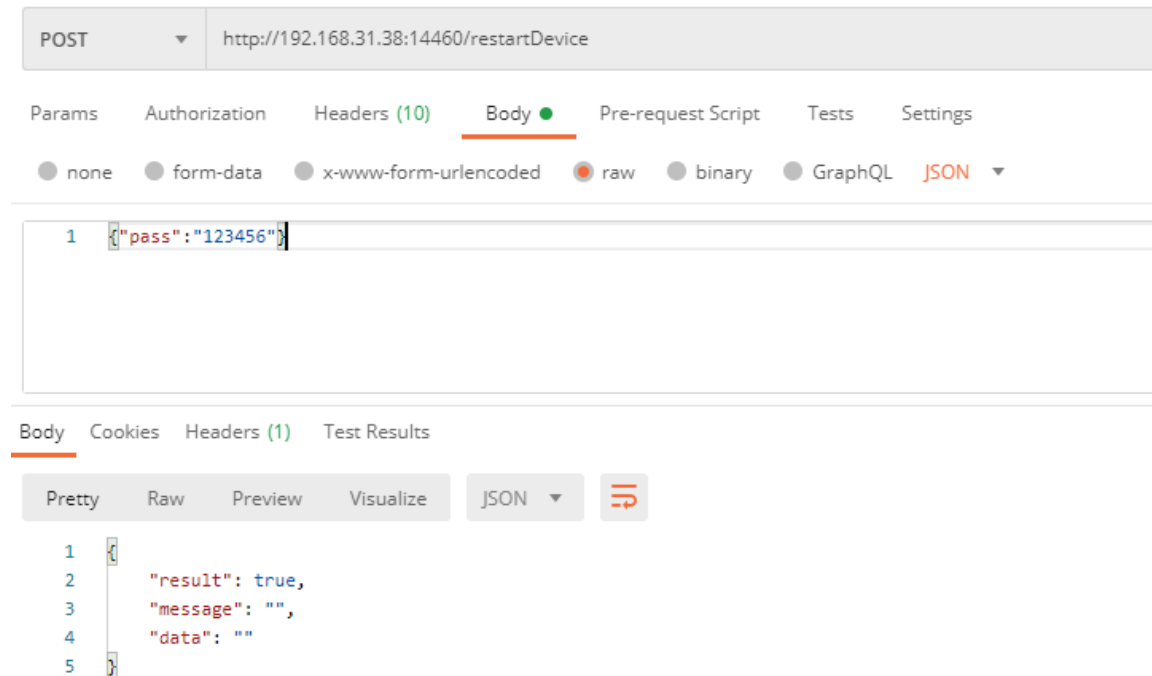 POST http://192.168.31.38:14460/restartDevice
Params Authorization Headers (10) Body Pre-request Script Tests Settings
none form-data x-www-form-urlencoded raw binary GraphQL JSON
1 {"pass":"123456"}
Body Cookies Headers (1) Test Results
Pretty Raw Preview Visualize JSON
1 {
2 "result": true,
3 "message": "",
4 "data": ""
5 }